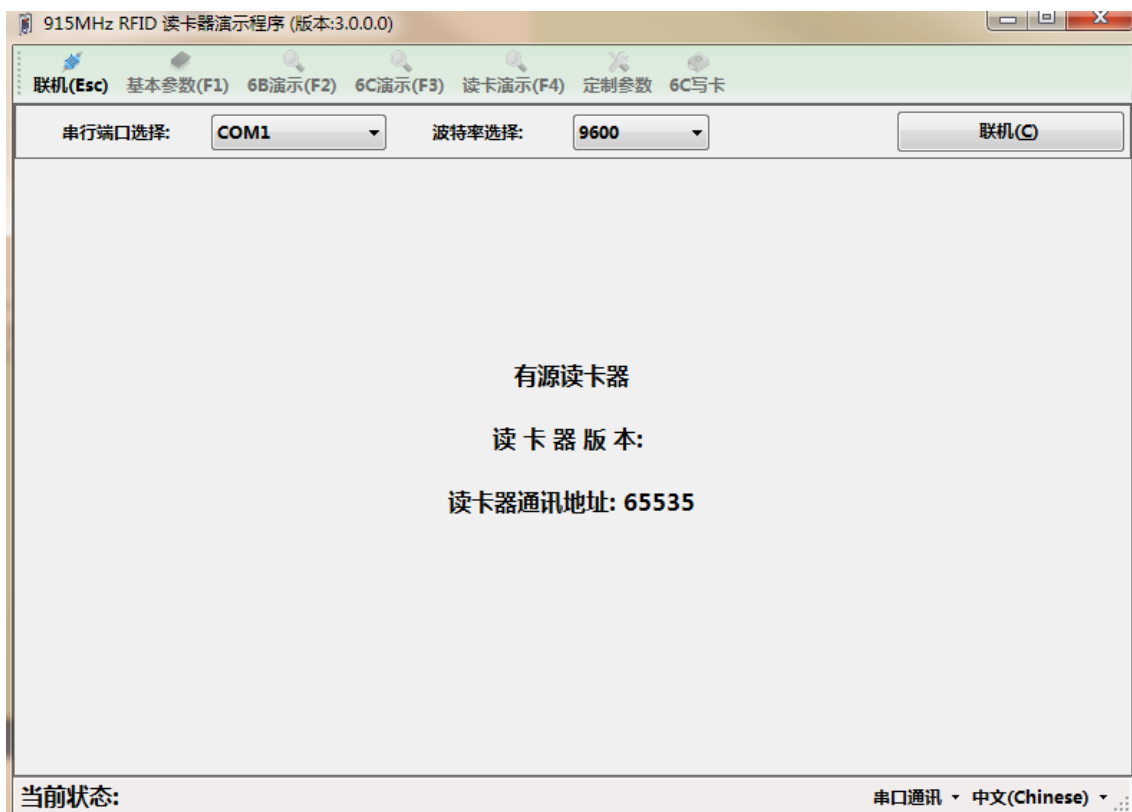 915MHz RFID 读卡器演示程序 (版本:3.0.0.0)
联机(Esc) 基本参数(F1) 6B演示(F2) 6C演示(F3) 读卡演示(F4) 定制参数 6C写卡
串行端口选择: COM1 波特率选择: 9600 联机(C)
有源读卡器
读 卡 器 版 本:
读卡器通讯地址: 65535
当前状态: 串口通讯 中文(Chinese)